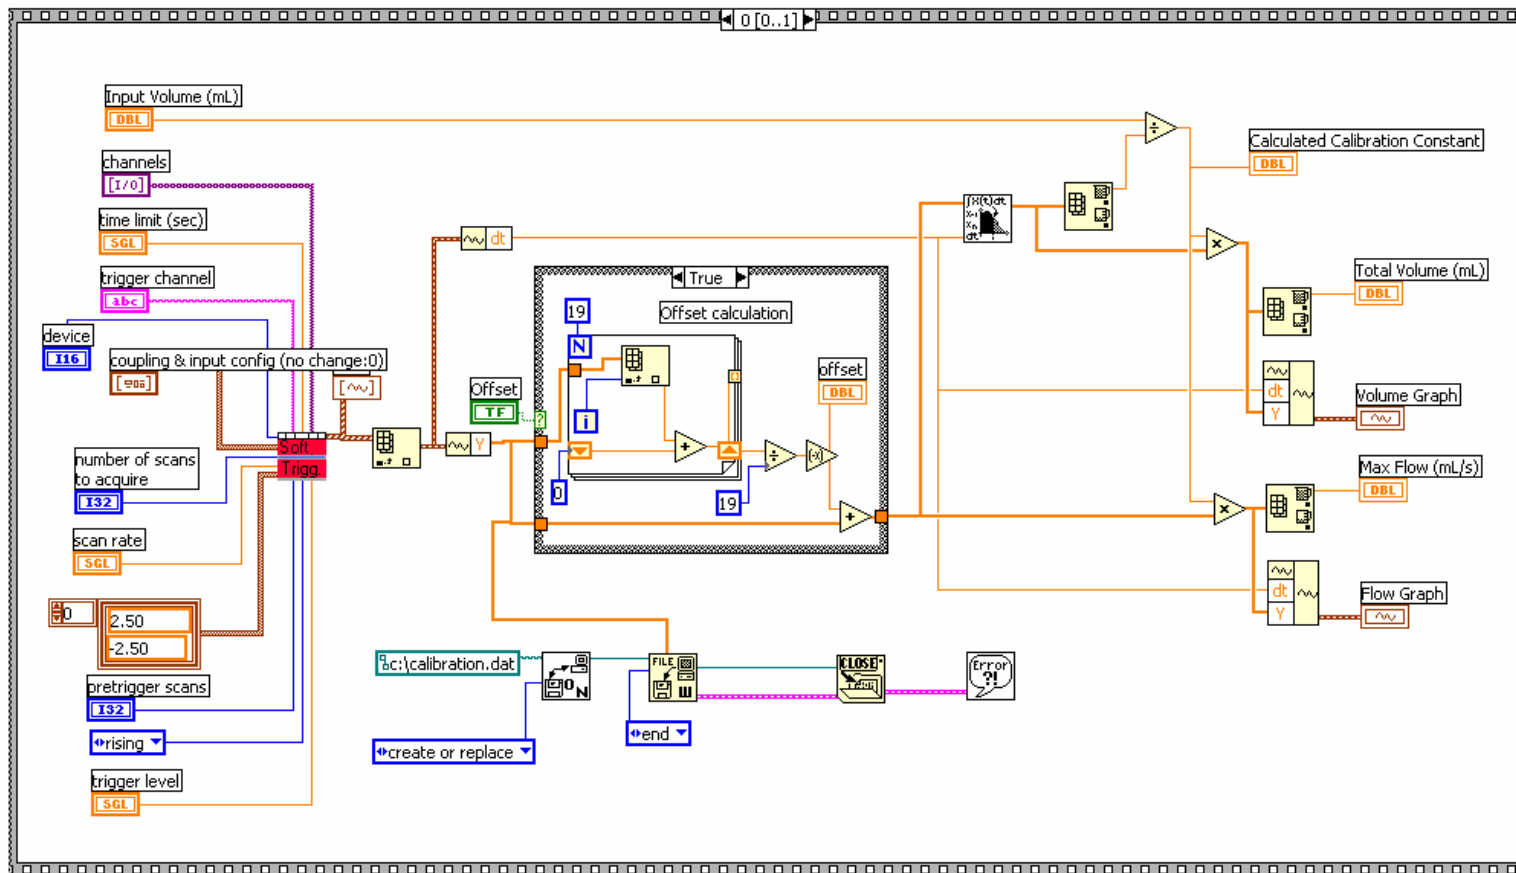 0 [0..1]
Input Volume (mL)
DBL
channels
[I/O]
time limit (sec)
SGL
trigger channel
abc
device
I16
coupling & input config (no change:0)
Soft.
Trigg.
number of scans
to acquire
I32
scan rate
SGL
0
2.50
-2.50
pretrigger scans
I32
rising
trigger level
SGL
dt
Y
Offset
TF
?
True
Offset calculation
19
N
i
0
19
+
÷
(-x)
+
offset
DBL
c:\calibration.dat
create or replace
O
N
FILE
W
end
CLOSE
Error
?!
∫X(t)dt
dt
÷
Calculated Calibration Constant
DBL
x
Total Volume (mL)
DBL
dt
Y
Volume Graph
Max Flow (mL/s)
DBL
x
dt
Y
Flow Graph